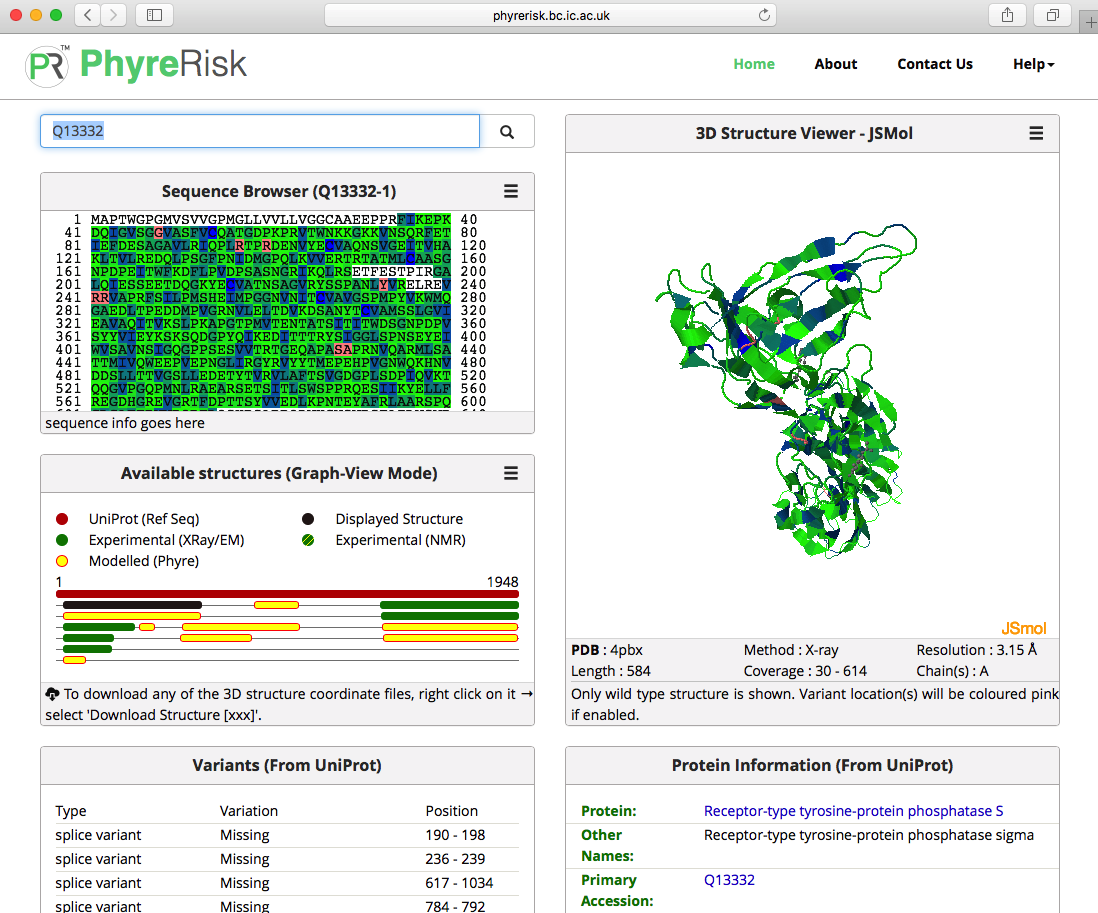 phyrerisk.bc.ic.ac.uk
PR™ PhyreRisk
Home About Contact Us Help
Q13332
Sequence Browser (Q13332-1)
1 MAPTWGPGMVSVVGPMGLLVVLLVGGCAAEEPPRFIKEPK 40
41 DQIGVSGGVASFVCQATGDPKPRVTWNKKGKKVNSQRFET 80
81 IEFDESAGAVLRIQPLRTPRDENVYECVAQNSVGEITVHA 120
121 KLTVLREDQLPSGFPNIDMGPQLKVVERTRTATMLCAASG 160
161 NPDPEITWFKDFLPVDPSASNGRIKQLRSETFESTPIRGA 200
201 LQIESSEETDQGKYECVATNSAGVRYSSPANLYVRELREV 240
241 RRVAPRFSILPMSHEIMPGGNVNITCVAVGSPMPYVKWMQ 280
281 GAEDLTPEDDMPVGRNVLELTDVKDSANYTCVAMSSLGVI 320
321 EAVAQITVKSLPKAPGTPMVTENTATSITITWDSGNPDPV 360
361 SYYVIEYKSKSQDGPYQIKEDITTTRYSIGGLSPNSEYEI 400
401 WVSAVNSIGQGPPSESVVTRTGEQAPASAPRNVQARMLSA 440
441 TTMIVQWEEPVEPNGLIRGYRVYYTMEPEHPVGNWQKHNV 480
481 DDSLLTTVGSLLEDETYTVRVLAFTSVGDGPLSDPIQVKT 520
521 QQGVPGQPMNLRAEARSETSITLSWSPPRQESIIKYELLF 560
561 REGDHGREVGRTFDPTTSYVVEDLKPNTEYAFRLAARSPQ 600
sequence info goes here
Available structures (Graph-View Mode)
UniProt (Ref Seq) Displayed Structure
Experimental (XRay/EM) Experimental (NMR)
Modelled (Phyre)
1 1948
To download any of the 3D structure coordinate files, right click on it →
select 'Download Structure [xxx]'.
Variants (From UniProt)
Type Variation Position
splice variant Missing 190 - 198
splice variant Missing 236 - 239
splice variant Missing 617 - 1034
splice variant Missing 784 - 792
3D Structure Viewer - JSMol
JSmol
PDB : 4pbx Method : X-ray Resolution : 3.15 Å
Length : 584 Coverage : 30 - 614 Chain(s) : A
Only wild type structure is shown. Variant location(s) will be coloured pink
if enabled.
Protein Information (From UniProt)
Protein: Receptor-type tyrosine-protein phosphatase S
Other Receptor-type tyrosine-protein phosphatase sigma
Names:
Primary Q13332
Accession: